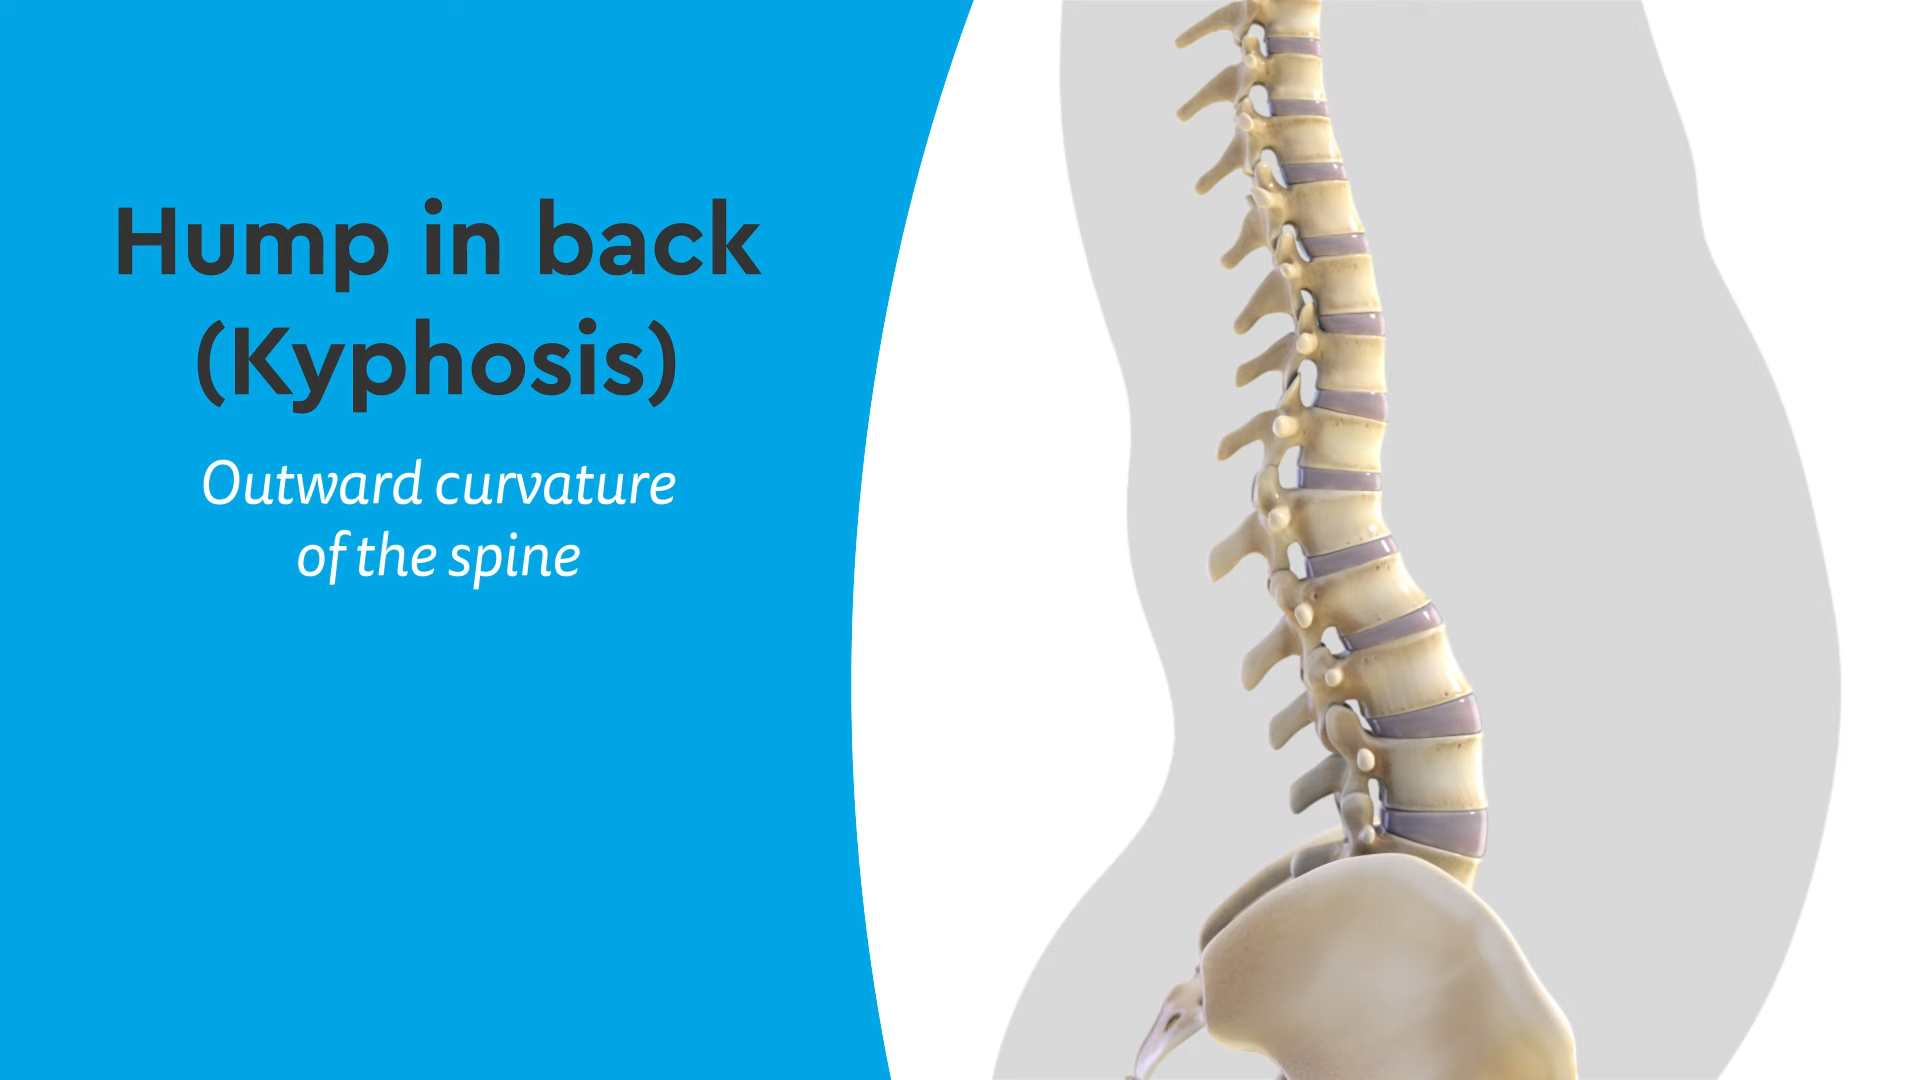 Hump in back
(Kyphosis)
Outward curvature
of the spine